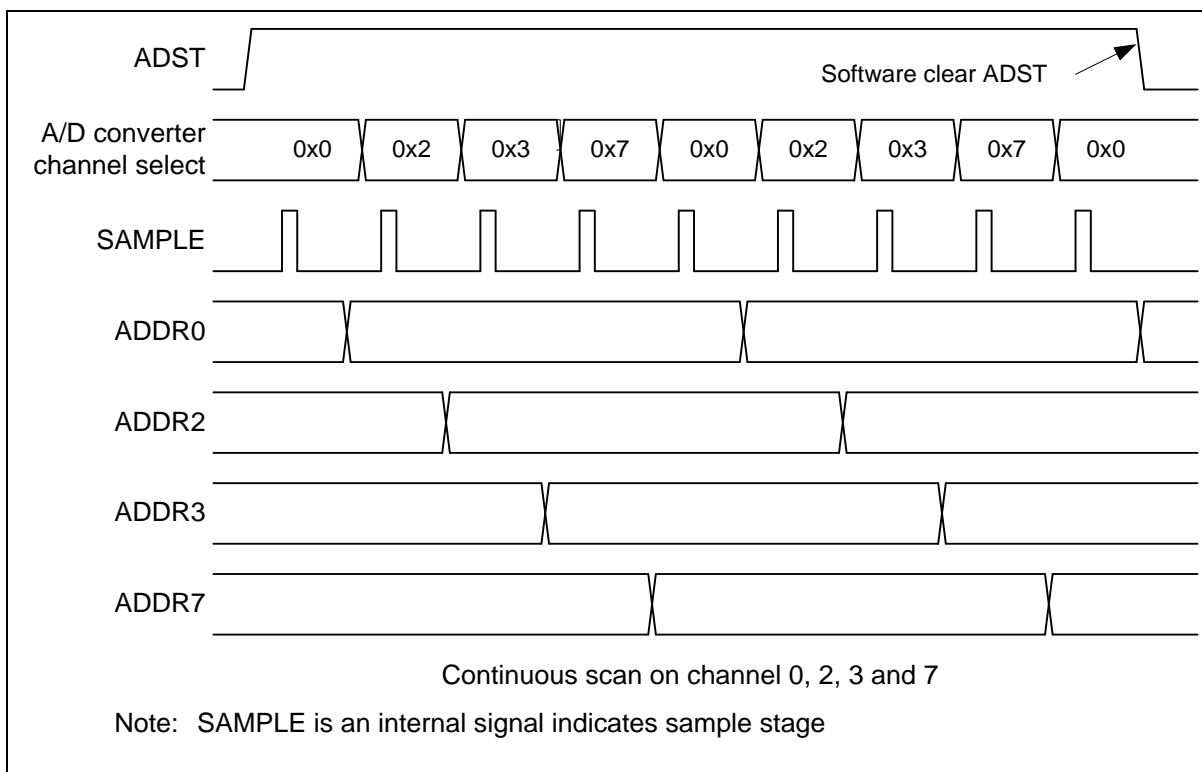 ADST
Software clear ADST
A/D converter
channel select
0x0 0x2 0x3 0x7 0x0 0x2 0x3 0x7 0x0
SAMPLE
ADDR0
ADDR2
ADDR3
ADDR7
Continuous scan on channel 0, 2, 3 and 7
Note: SAMPLE is an internal signal indicates sample stage